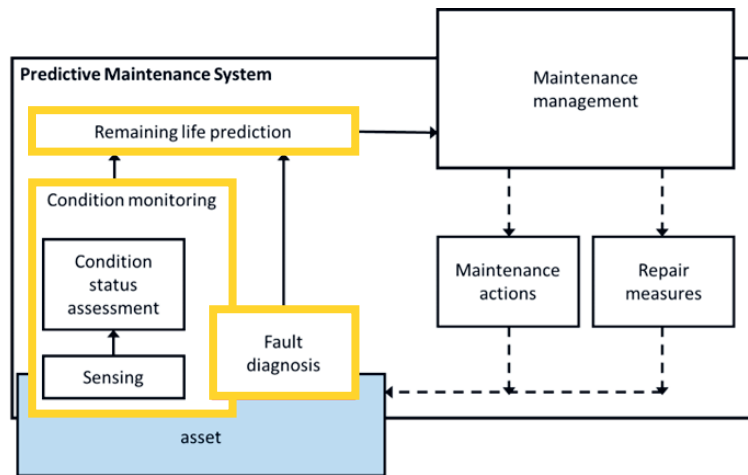 Predictive Maintenance System
Maintenance
management
Remaining life prediction
Condition monitoring
Condition
status
assessment
Maintenance
actions
Repair
measures
Fault
diagnosis
Sensing
asset